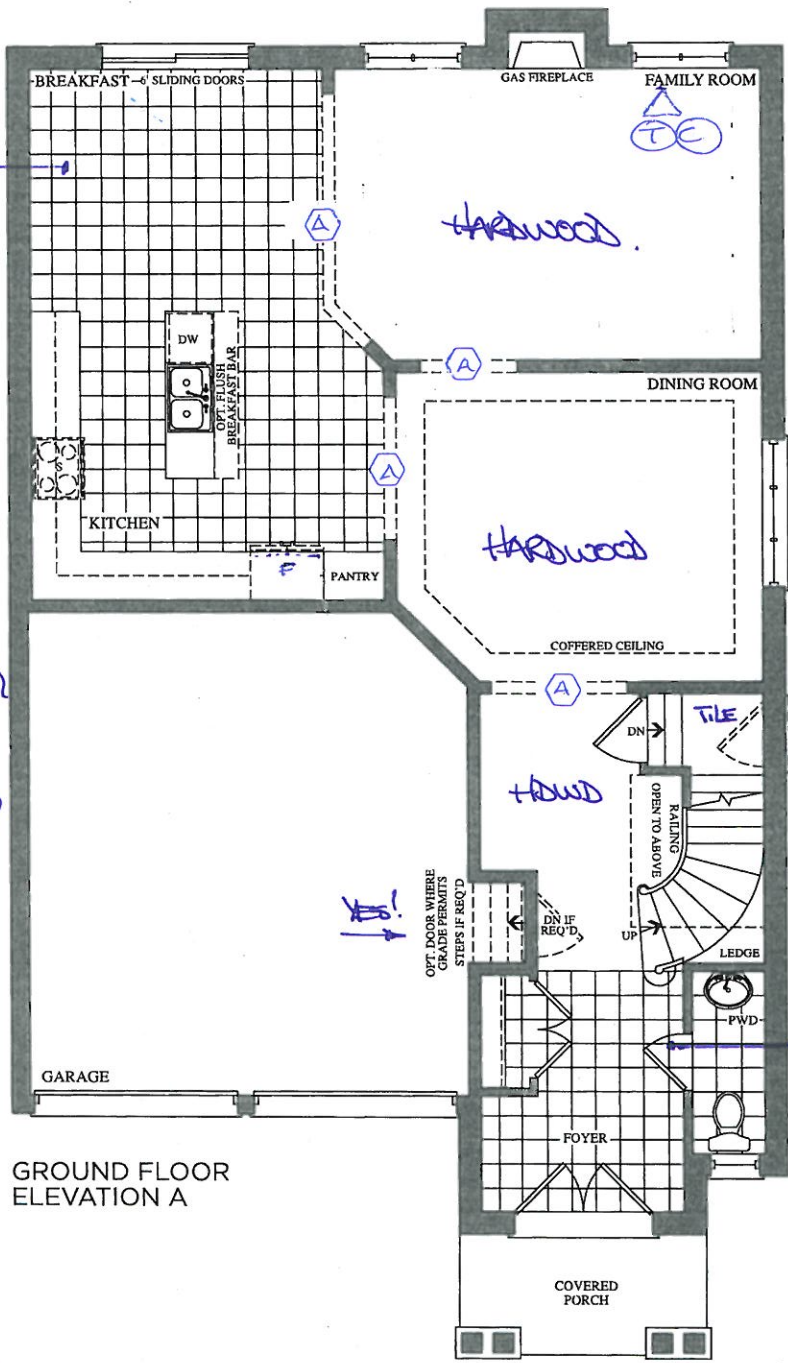 BREAKFAST
6' SLIDING DOORS
GAS FIREPLACE
FAMILY ROOM
T C
A
HARDWOOD.
DW
OPT. FLUSH
BREAKFAST BAR
A
DINING ROOM
A
S
KITCHEN
HARDWOOD
F
PANTRY
COFFERED CEILING
A
DN
TILE
HDWD
RAILING
OPEN TO ABOVE
YES!
OPT. DOOR WHERE
GRADE PERMITS
STEPS IF REQ'D
DN IF
REQ'D
UP
LEDGE
PWD
GARAGE
FOYER
GROUND FLOOR
ELEVATION A
COVERED
PORCH